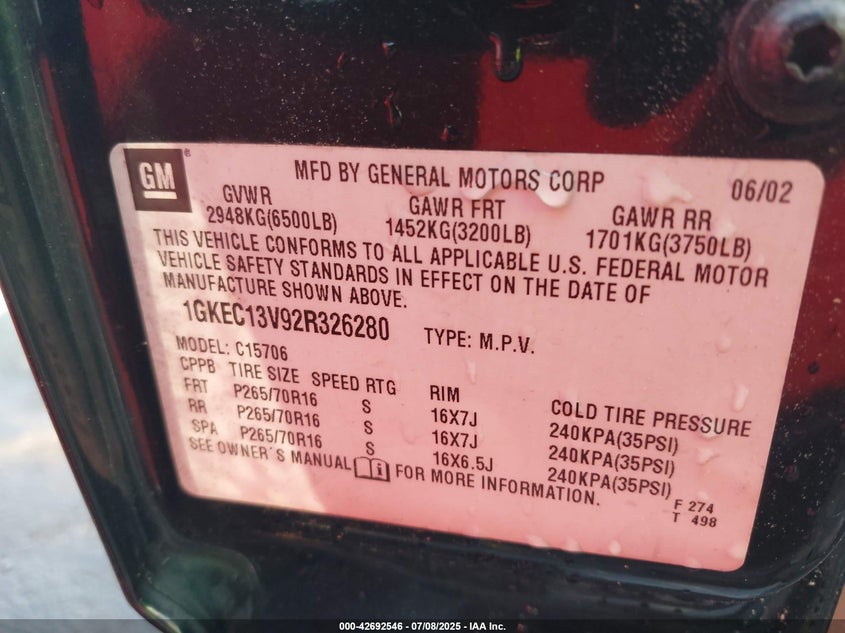 GM ®
MFD BY GENERAL MOTORS CORP
06/02
GVWR
GAWR FRT
GAWR RR
2948KG(6500LB)
1452KG(3200LB)
1701KG(3750LB)
THIS VEHICLE CONFORMS TO ALL APPLICABLE U.S. FEDERAL MOTOR
VEHICLE SAFETY STANDARDS IN EFFECT ON THE DATE OF
MANUFACTURE SHOWN ABOVE.
1GKEC13V92R326280
TYPE: M.P.V.
MODEL: C15706
CPPB TIRE SIZE SPEED RTG RIM COLD TIRE PRESSURE
FRT P265/70R16 S 16X7J 240KPA(35PSI)
RR P265/70R16 S 16X7J 240KPA(35PSI)
SPA P265/70R16 S 16X6.5J 240KPA(35PSI)
SEE OWNER'S MANUAL FOR MORE INFORMATION.
F 274
T 498
000-42692546 - 07/08/2025 - IAA Inc.